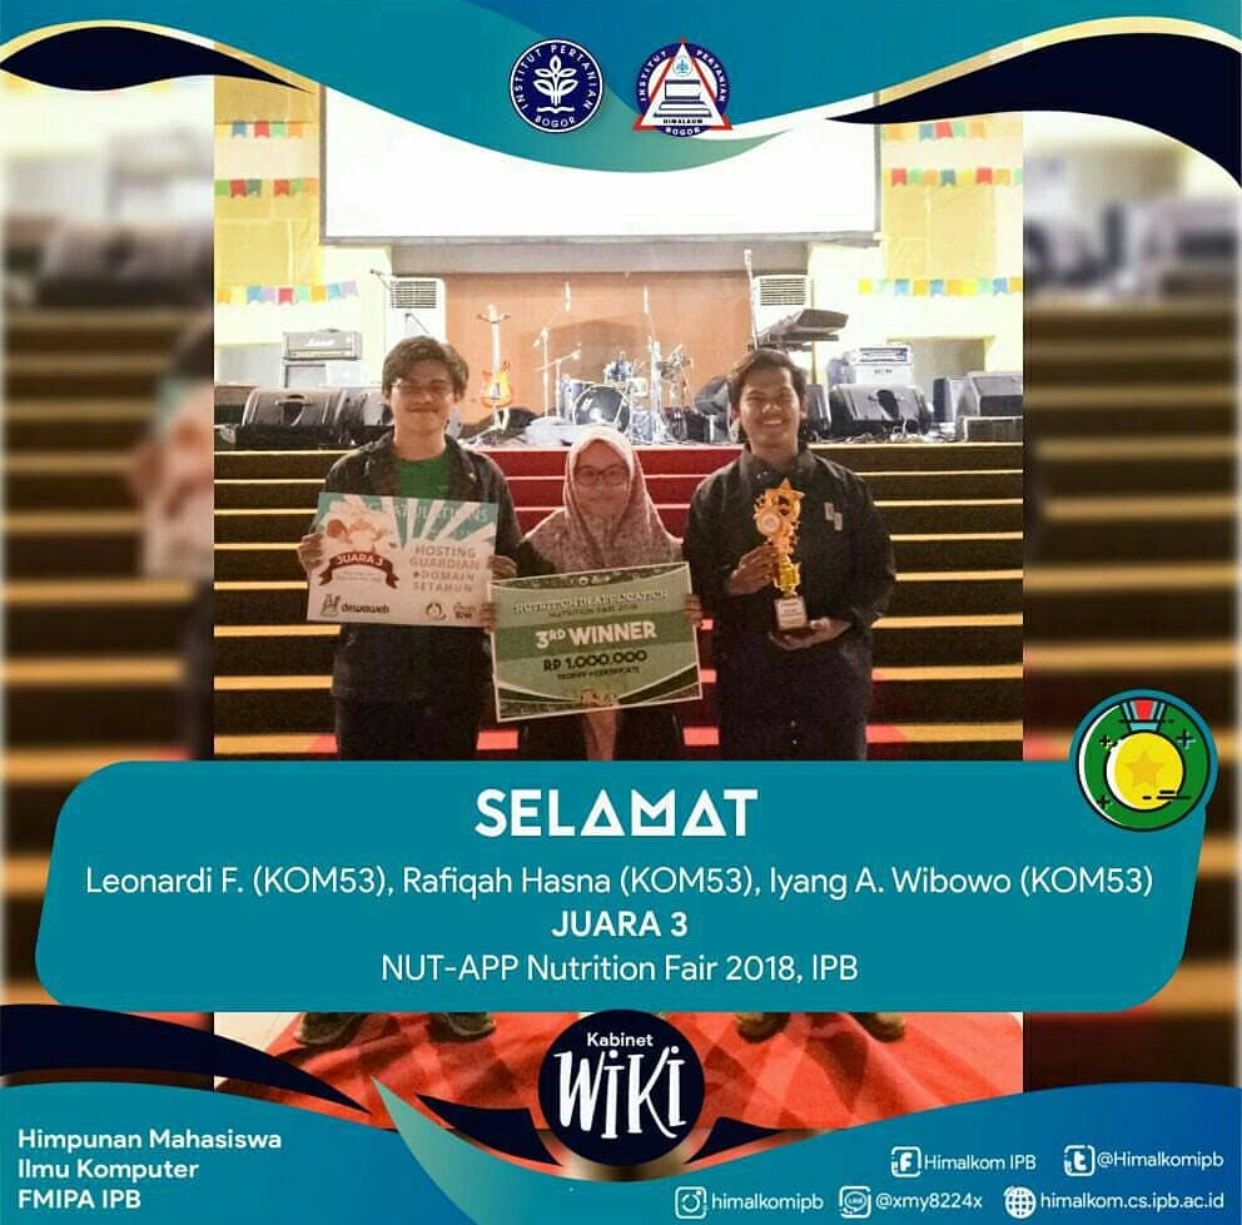 INSTITUT PERTANIAN
BOGOR
INSTITUT PERTANIAN
HIMALKOM
BOGOR
Marshall
JUARA 3
HOSTING
GUARDIAN
+DOMAIN
SETAHUN
dewaweb
NUTRITION FAIR 2018
3RD WINNER
RP 1.000.000
TROPHY + CERTIFICATE
SELAMAT
Leonardi F. (KOM53), Rafiqah Hasna (KOM53), Iyang A. Wibowo (KOM53)
JUARA 3
NUT-APP Nutrition Fair 2018, IPB
Kabinet
WIKI
Himpunan Mahasiswa
Ilmu Komputer
FMIPA IPB
Himalkom IPB @Himalkomipb
himalkomipb @xmy8224x himalkom.cs.ipb.ac.id